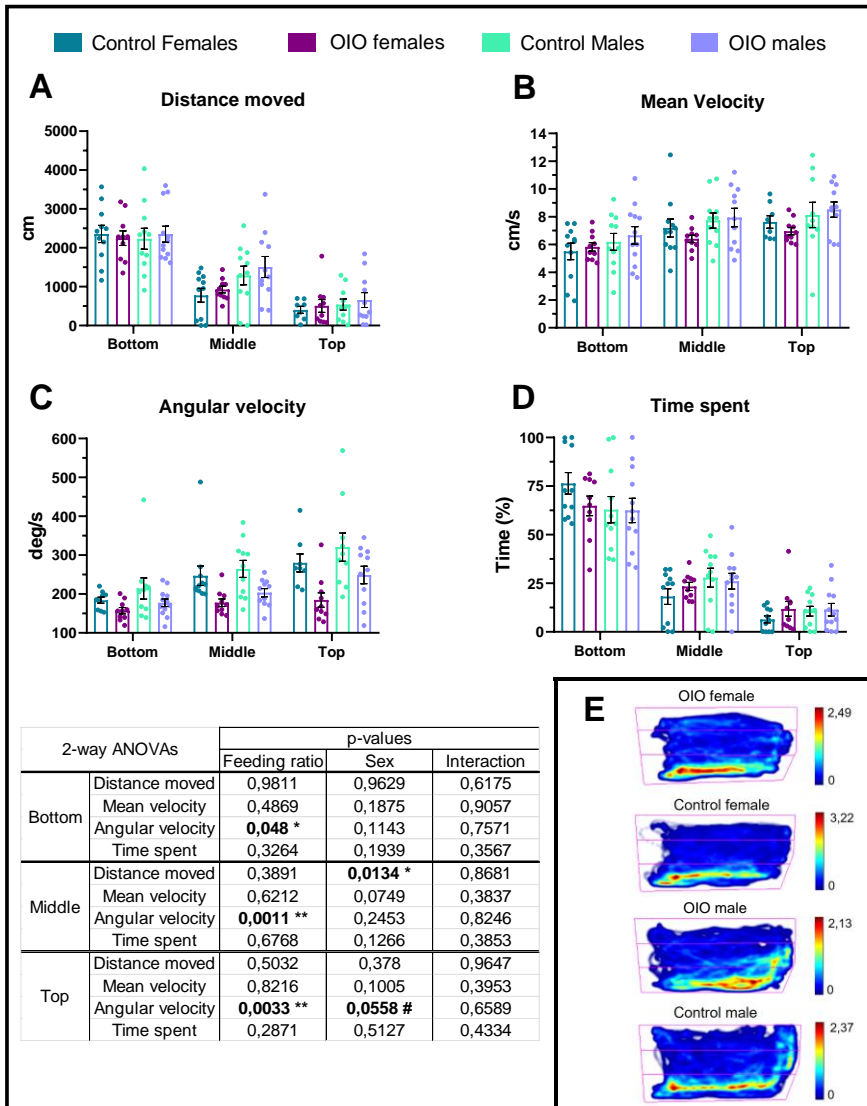 Control Females OIO females Control Males OIO males
A
Distance moved
5000
4000
3000
2000
1000
0
cm
Bottom Middle Top
B
Mean Velocity
14
12
10
8
6
4
2
0
cm/s
Bottom Middle Top
C
Angular velocity
600
500
400
300
200
100
deg/s
Bottom Middle Top
D
Time spent
100
75
50
25
0
Time (%)
Bottom Middle Top
2-way ANOVAs p-values
Feeding ratio Sex Interaction
Bottom
Distance moved 0,9811 0,9629 0,6175
Mean velocity 0,4869 0,1875 0,9057
Angular velocity 0,048 * 0,1143 0,7571
Time spent 0,3264 0,1939 0,3567
Middle
Distance moved 0,3891 0,0134 * 0,8681
Mean velocity 0,6212 0,0749 0,3837
Angular velocity 0,0011 ** 0,2453 0,8246
Time spent 0,6768 0,1266 0,3853
Top
Distance moved 0,5032 0,378 0,9647
Mean velocity 0,8216 0,1005 0,3953
Angular velocity 0,0033 ** 0,0558 # 0,6589
Time spent 0,2871 0,5127 0,4334
E
OIO female
2,49
0
Control female
3,22
0
OIO male
2,13
0
Control male
2,37
0